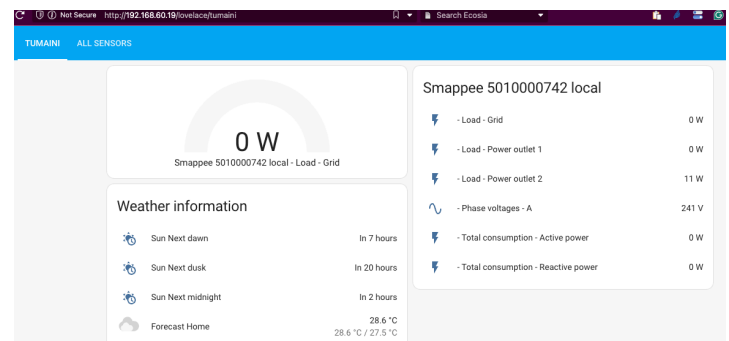 Not Secure http://192.168.60.19/lovelace/tumaini Search Ecosia
TUMAINI ALL SENSORS
0 W
Smappee 5010000742 local - Load - Grid
Weather information
Sun Next dawn In 7 hours
Sun Next dusk In 20 hours
Sun Next midnight In 2 hours
Forecast Home 28.6 °C
28.6 °C / 27.5 °C
Smappee 5010000742 local
- Load - Grid 0 W
- Load - Power outlet 1 0 W
- Load - Power outlet 2 11 W
- Phase voltages - A 241 V
- Total consumption - Active power 0 W
- Total consumption - Reactive power 0 W